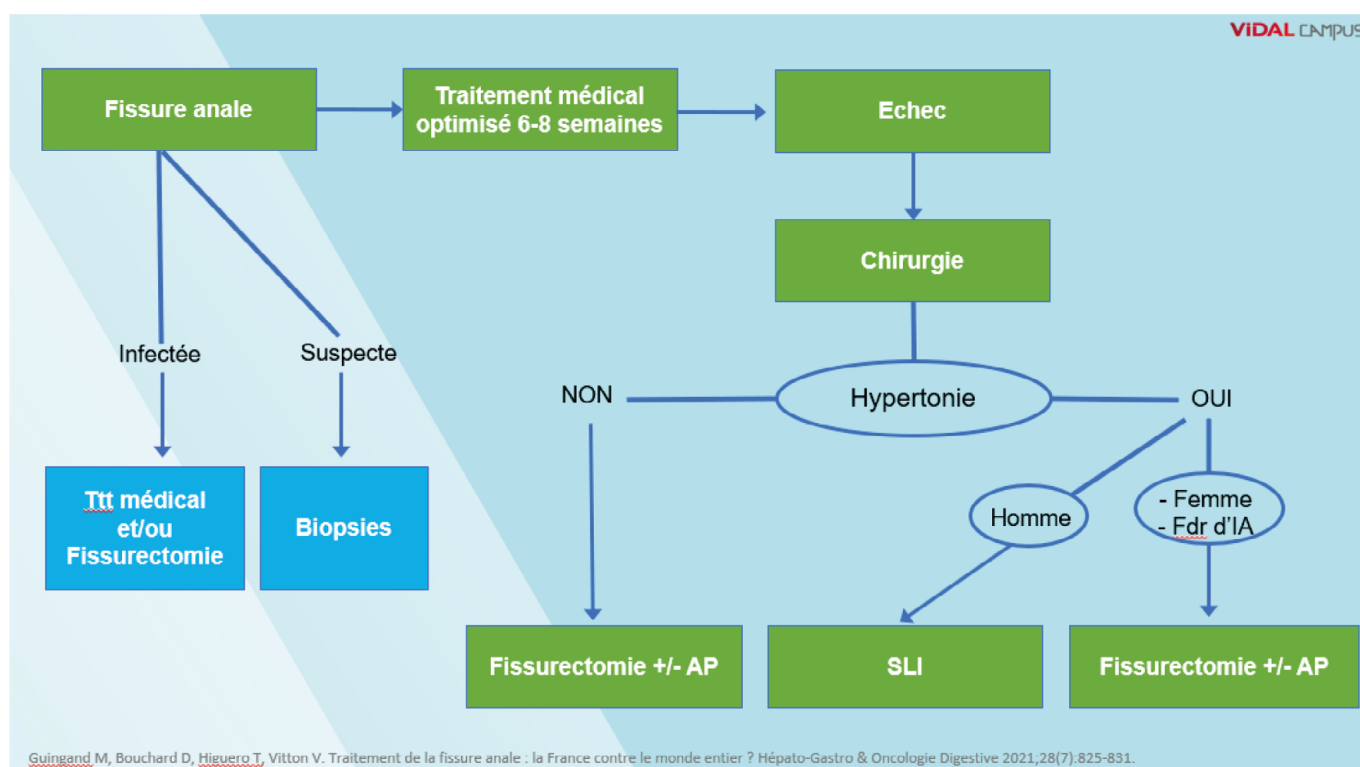 ViDAL CAMPUS
Fissure anale
Traitement médical
optimisé 6-8 semaines
Echec
Chirurgie
Infectée
Suspecte
NON
Hypertonie
OUI
Ttt médical
et/ou
Fissurectomie
Biopsies
Homme
- Femme
- Fdr d'IA
Fissurectomie +/- AP
SLI
Fissurectomie +/- AP
Guingand M, Bouchard D, Higuero T, Vitton V. Traitement de la fissure anale : la France contre le monde entier ? Hépato-Gastro & Oncologie Digestive 2021;28(7):825-831.